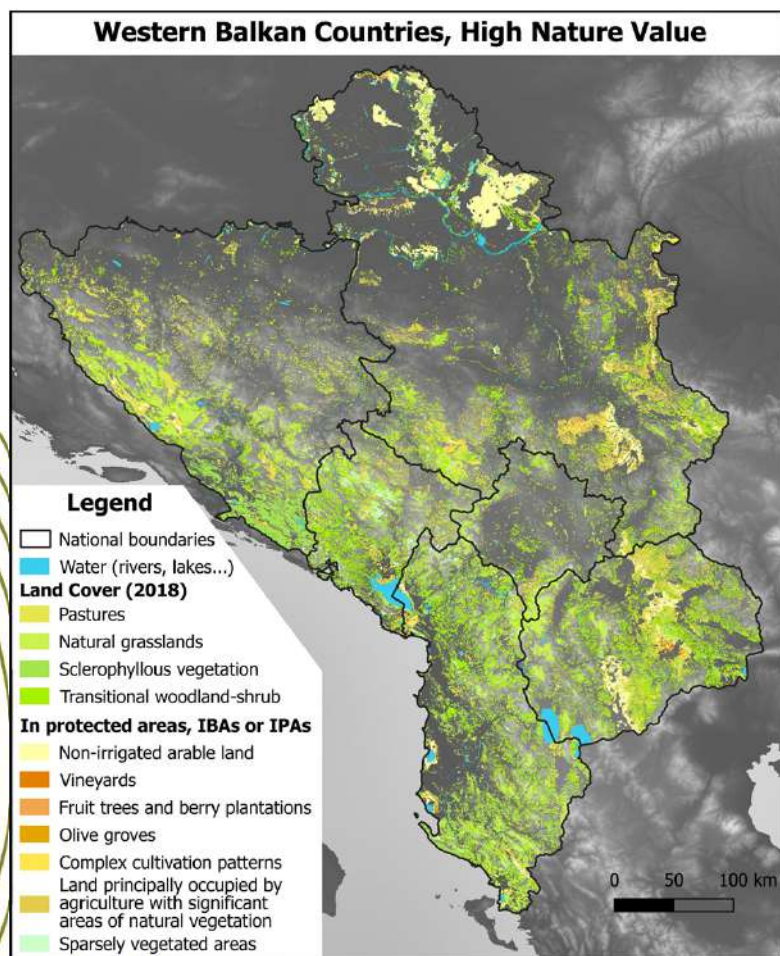 Western Balkan Countries, High Nature Value
Legend
National boundaries
Water (rivers, lakes...)
Land Cover (2018)
Pastures
Natural grasslands
Sclerophyllous vegetation
Transitional woodland-shrub
In protected areas, IBAs or IPAs
Non-irrigated arable land
Vineyards
Fruit trees and berry plantations
Olive groves
Complex cultivation patterns
Land principally occupied by
agriculture with significant
areas of natural vegetation
Sparsely vegetated areas
0 50 100 km